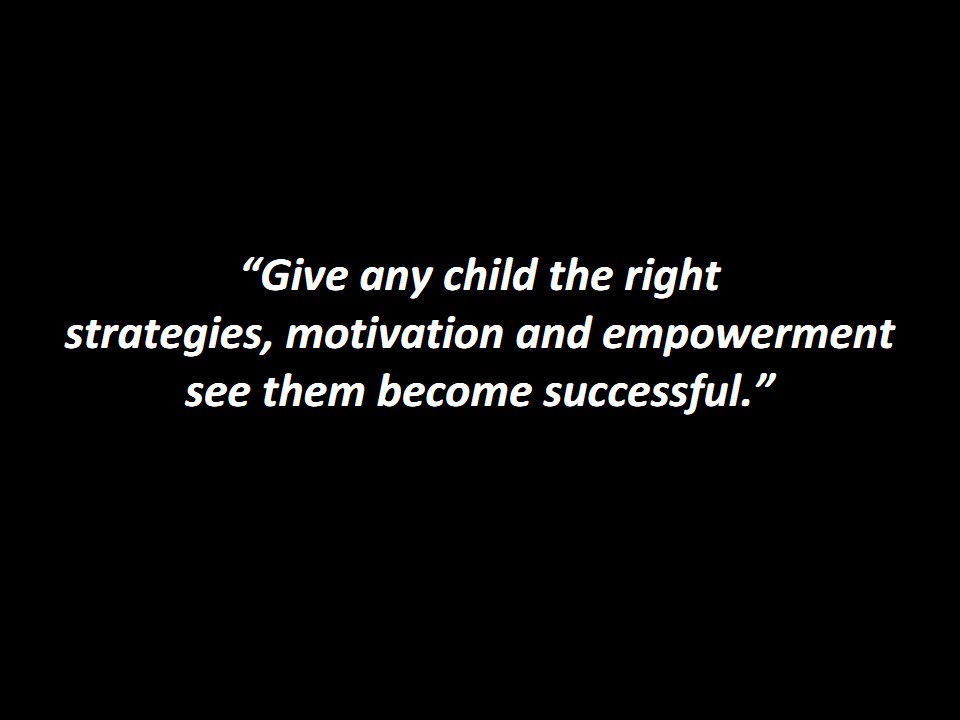 “Give any child the right
strategies, motivation and empowerment
see them become successful.”